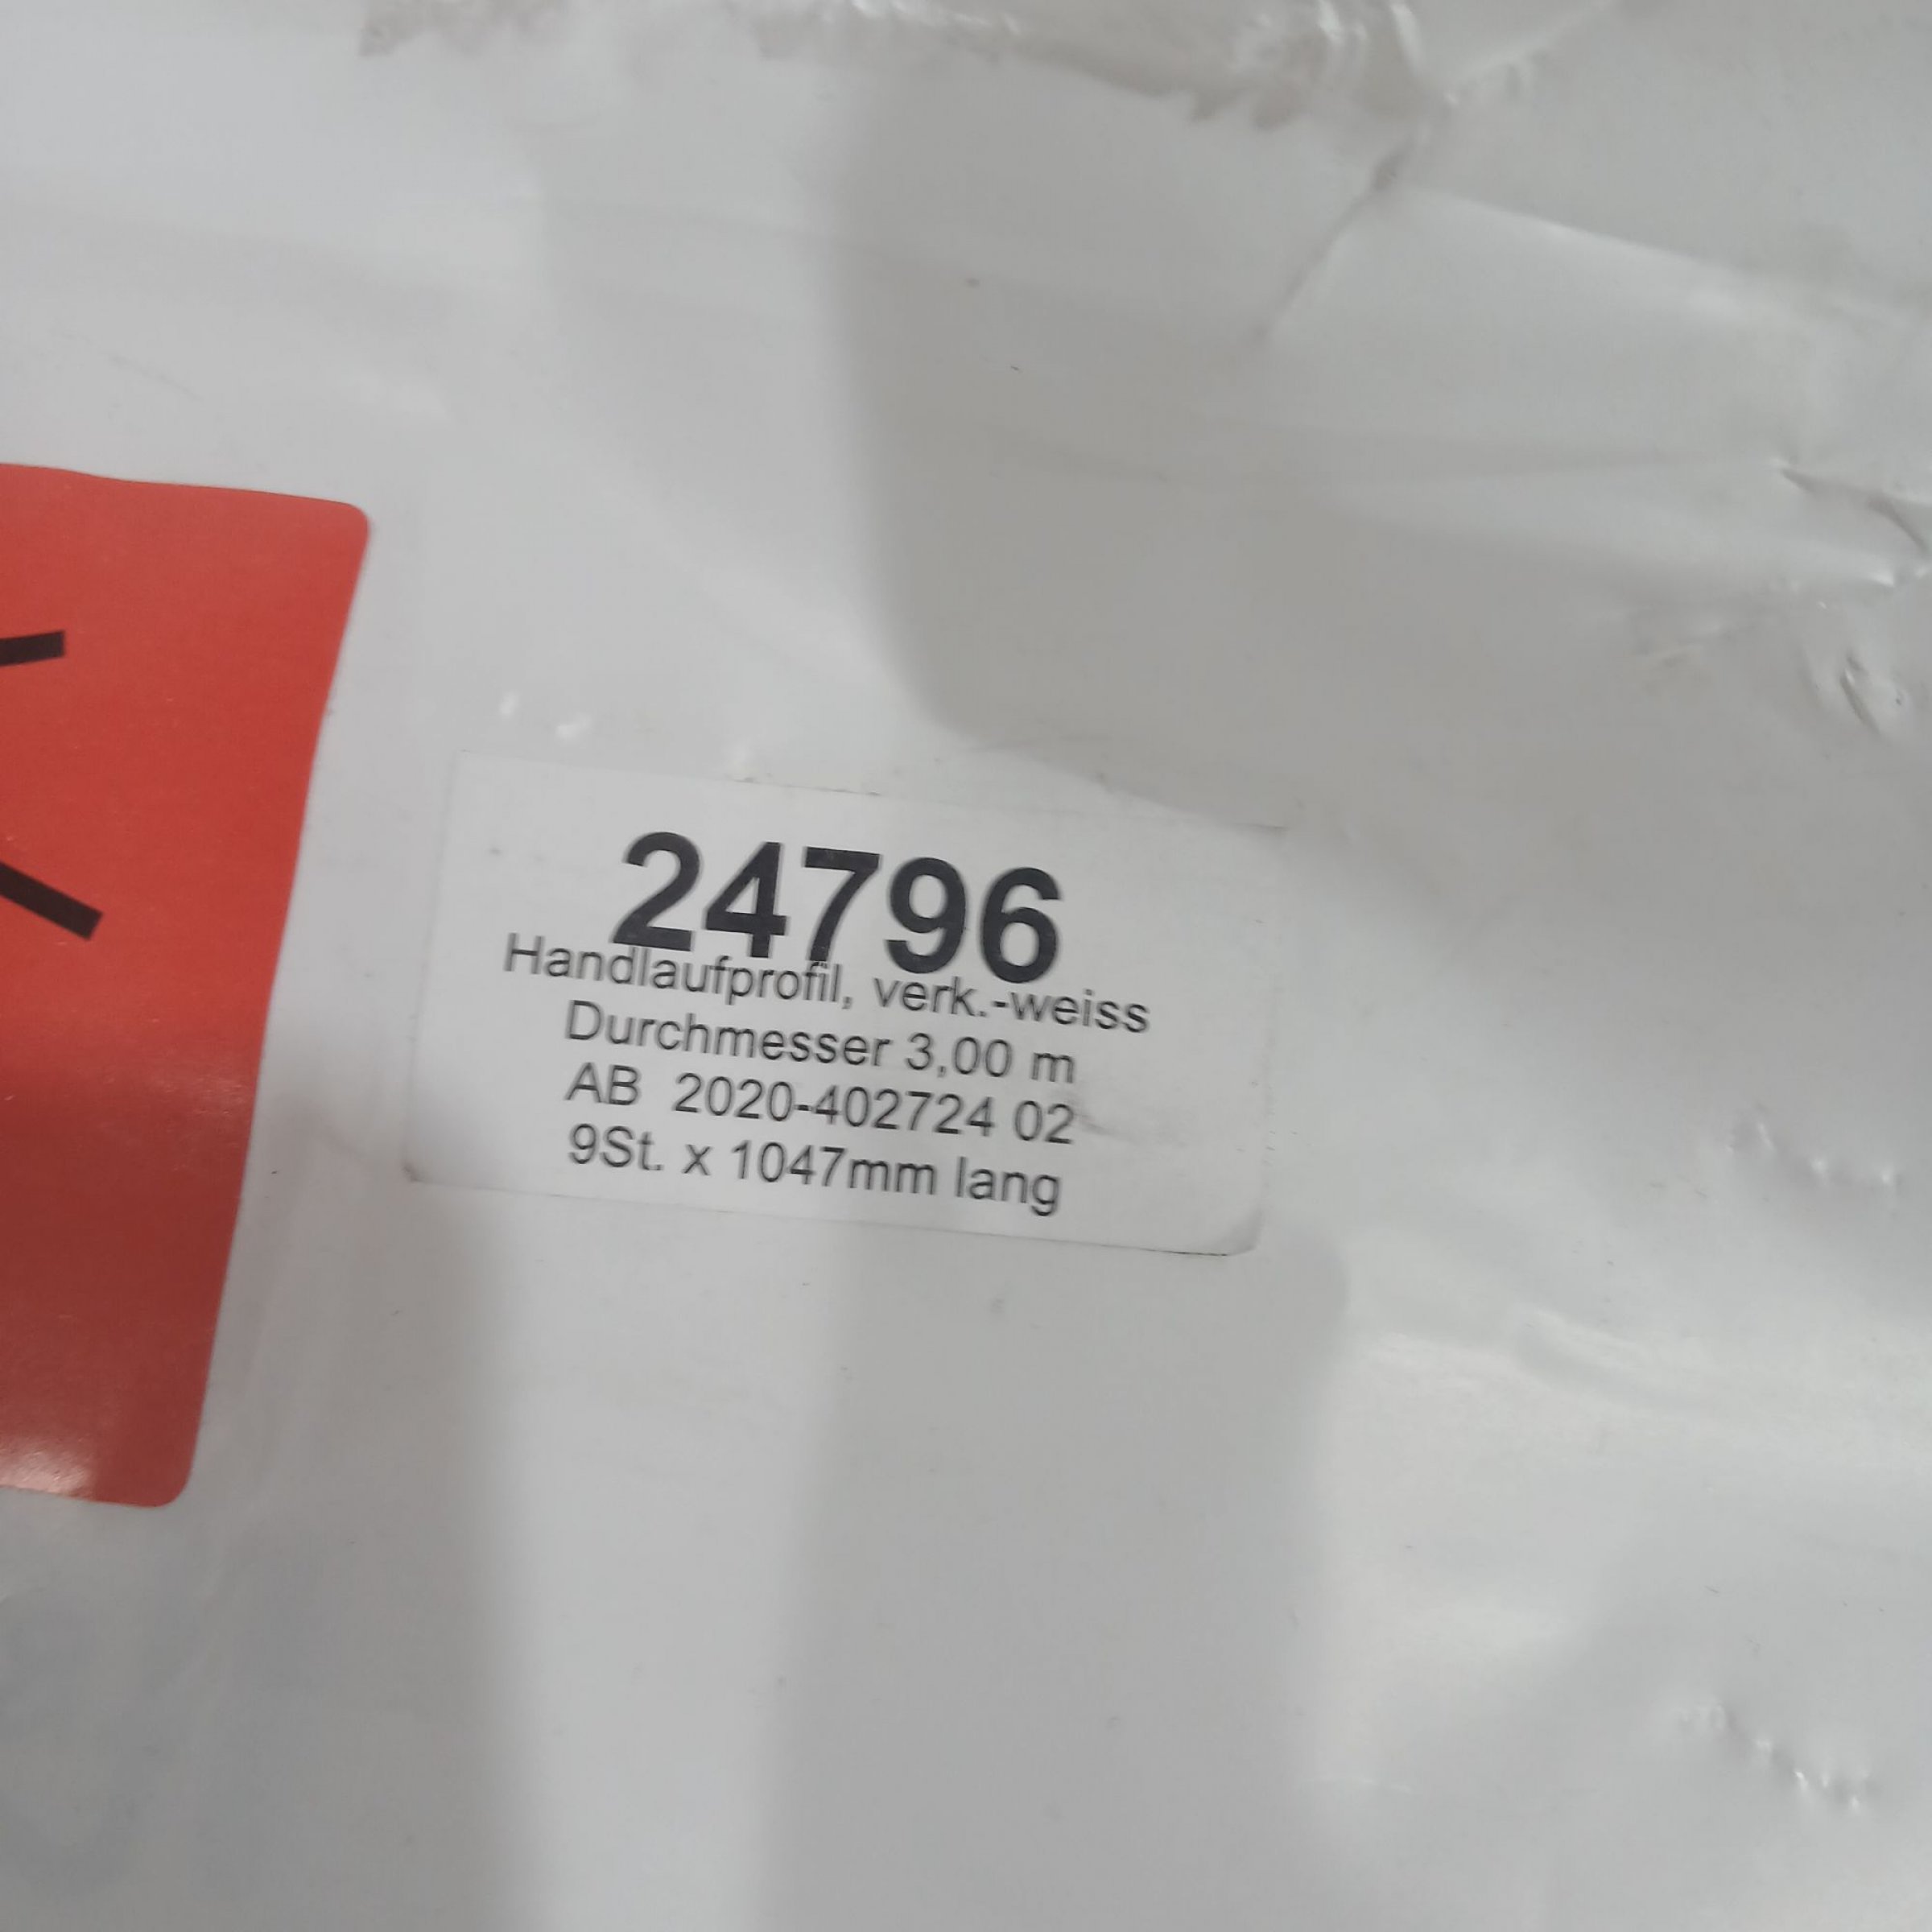 24796
Handlaufprofil, verk.-weiss
Durchmesser 3,00 m
AB 2020-402724 02
9St. x 1047mm lang